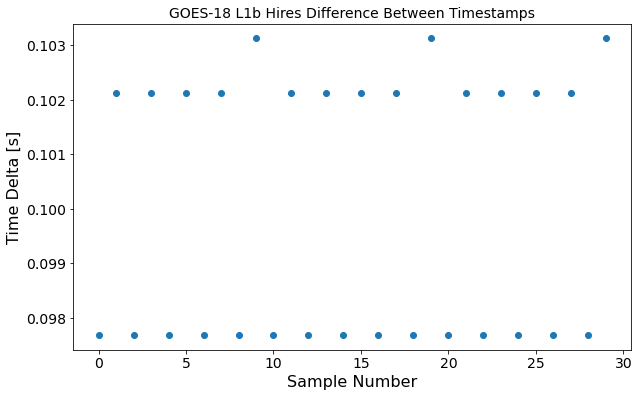 GOES-18 L1b Hires Difference Between Timestamps
0.103
0.102
0.101
0.100
0.099
0.098
Time Delta [s]
0 5 10 15 20 25 30
Sample Number